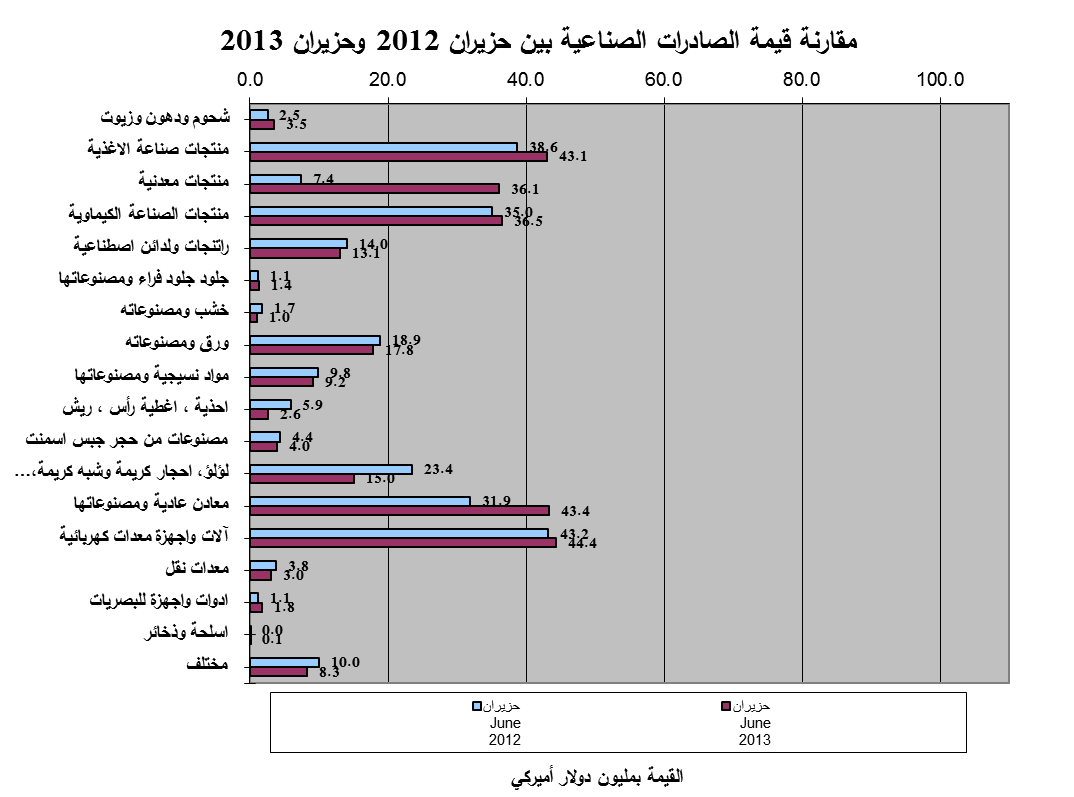 مقارنة قيمة الصادرات الصناعية بين حزيران 2012 وحزيران 2013
0.0 20.0 40.0 60.0 80.0 100.0
شحوم ودهون وزيوت 2.5 3.5
منتجات صناعة الاغذية 38.6 43.1
منتجات معدنية 7.4 36.1
منتجات الصناعة الكيماوية 35.0 36.5
راتنجات ولدائن اصطناعية 14.0 13.1
جلود جلود فراء ومصنوعاتها 1.1 1.4
خشب ومصنوعاته 1.7 1.0
ورق ومصنوعاته 18.9 17.8
مواد نسيجية ومصنوعاتها 9.8 9.2
احذية ، اغطية رأس ، ريش 5.9 2.6
مصنوعات من حجر جبس اسمنت 4.4 4.0
لؤلؤ، احجار كريمة وشبه كريمة،... 23.4 15.0
معادن عادية ومصنوعاتها 31.9 43.4
آلات واجهزة معدات كهربائية 43.2 44.4
معدات نقل 3.8 3.0
ادوات واجهزة للبصريات 1.1 1.8
اسلحة وذخائر 0.0 0.1
مختلف 10.0 8.3
حزيران
June
2012
حزيران
June
2013
القيمة بمليون دولار أميركي